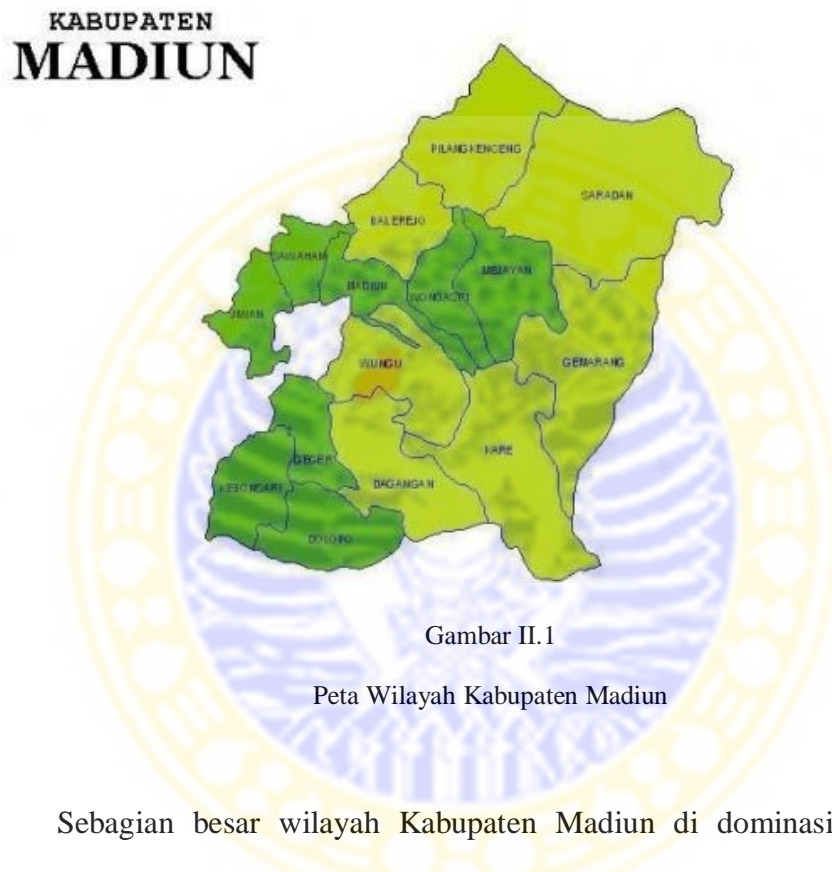 KABUPATEN
MADIUN
PILANGKENCENG
SARADAN
BALEREJO
SAWAHAN
MEJAYAN
MADIUN
WONOASRI
JIWAN
WUNGU
GEMARANG
KARE
GEGER
DAGANGAN
KEBONSARI
DOLOPO
Gambar II.1
Peta Wilayah Kabupaten Madiun
Sebagian besar wilayah Kabupaten Madiun di dominasi